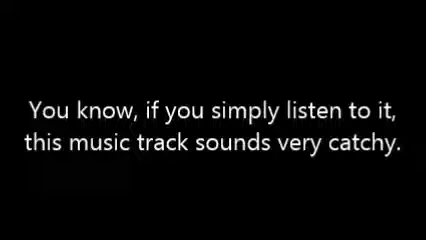 You know, if you simply listen to it,
this music track sounds very catchy.